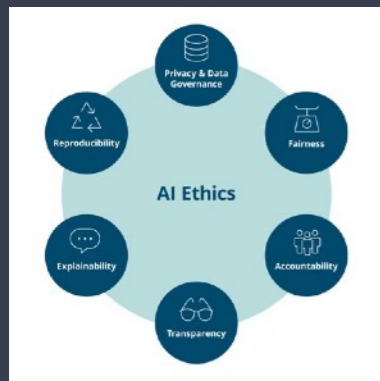 Privacy & Data
Governance
Reproducibility
Fairness
AI Ethics
Explainability
Accountability
Transparency